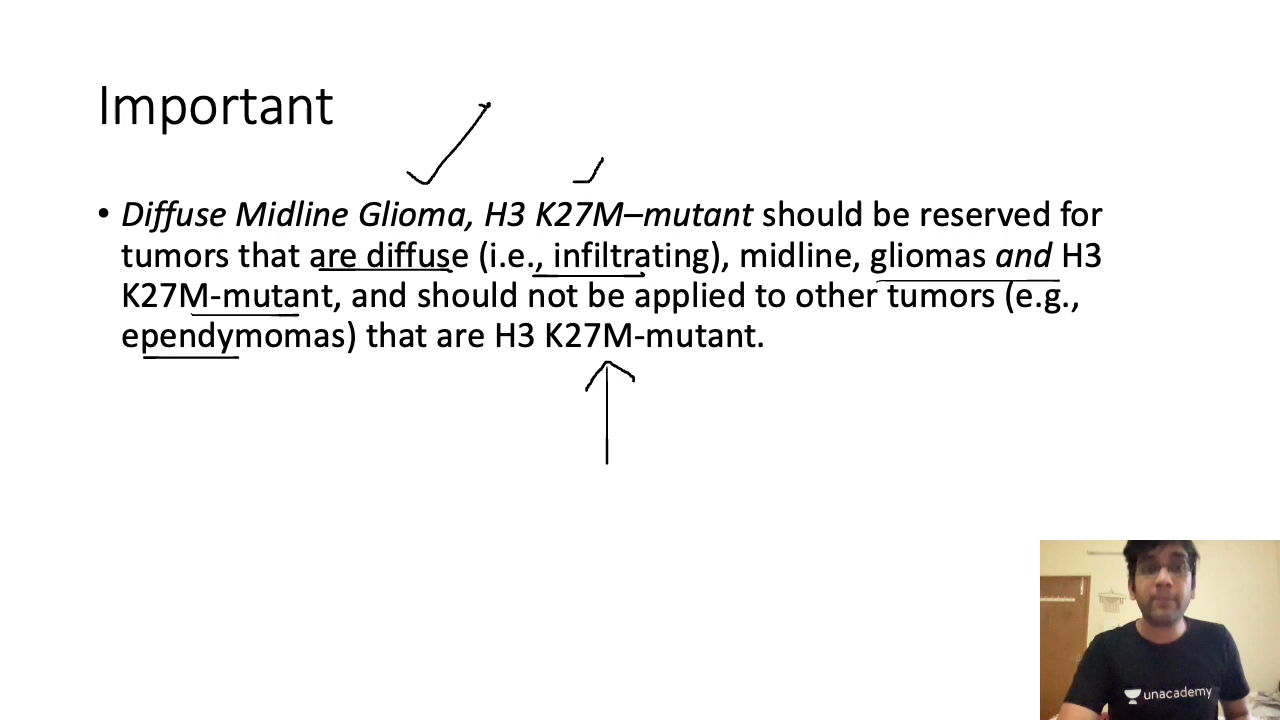 Important
• Diffuse Midline Glioma, H3 K27M–mutant should be reserved for
tumors that are diffuse (i.e., infiltrating), midline, gliomas and H3
K27M-mutant, and should not be applied to other tumors (e.g.,
ependymomas) that are H3 K27M-mutant.
unacademy